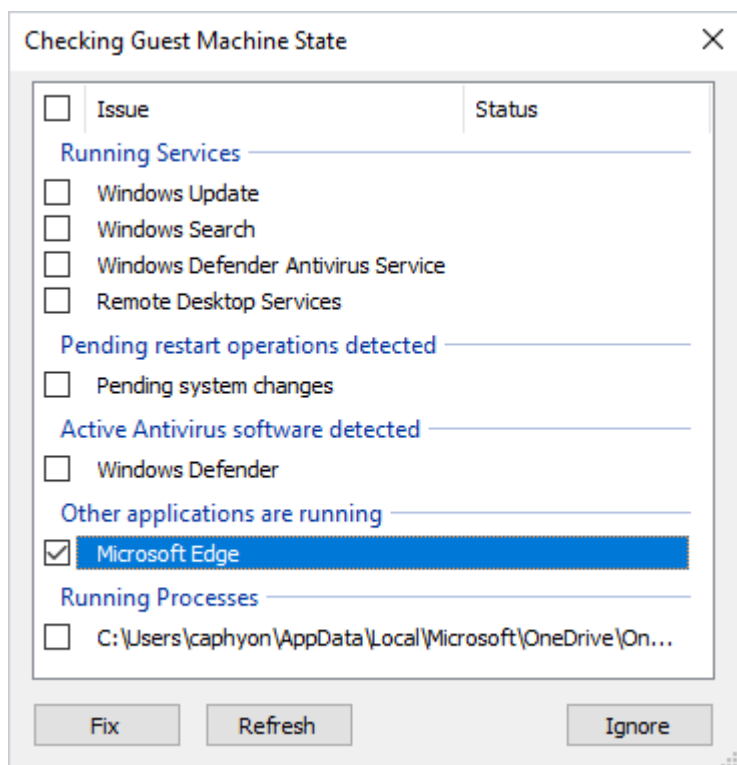 Checking Guest Machine State
Issue Status
Running Services
Windows Update
Windows Search
Windows Defender Antivirus Service
Remote Desktop Services
Pending restart operations detected
Pending system changes
Active Antivirus software detected
Windows Defender
Other applications are running
Microsoft Edge
Running Processes
C:\Users\caphyon\AppData\Local\Microsoft\OneDrive\On...
Fix Refresh Ignore